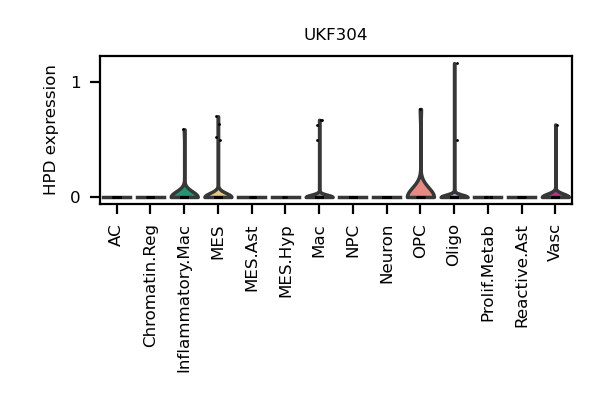 UKF304
HPD expression
1
0
AC
Chromatin.Reg
Inflammatory.Mac
MES
MES.Ast
MES.Hyp
Mac
NPC
Neuron
OPC
Oligo
Prolif.Metab
Reactive.Ast
Vasc